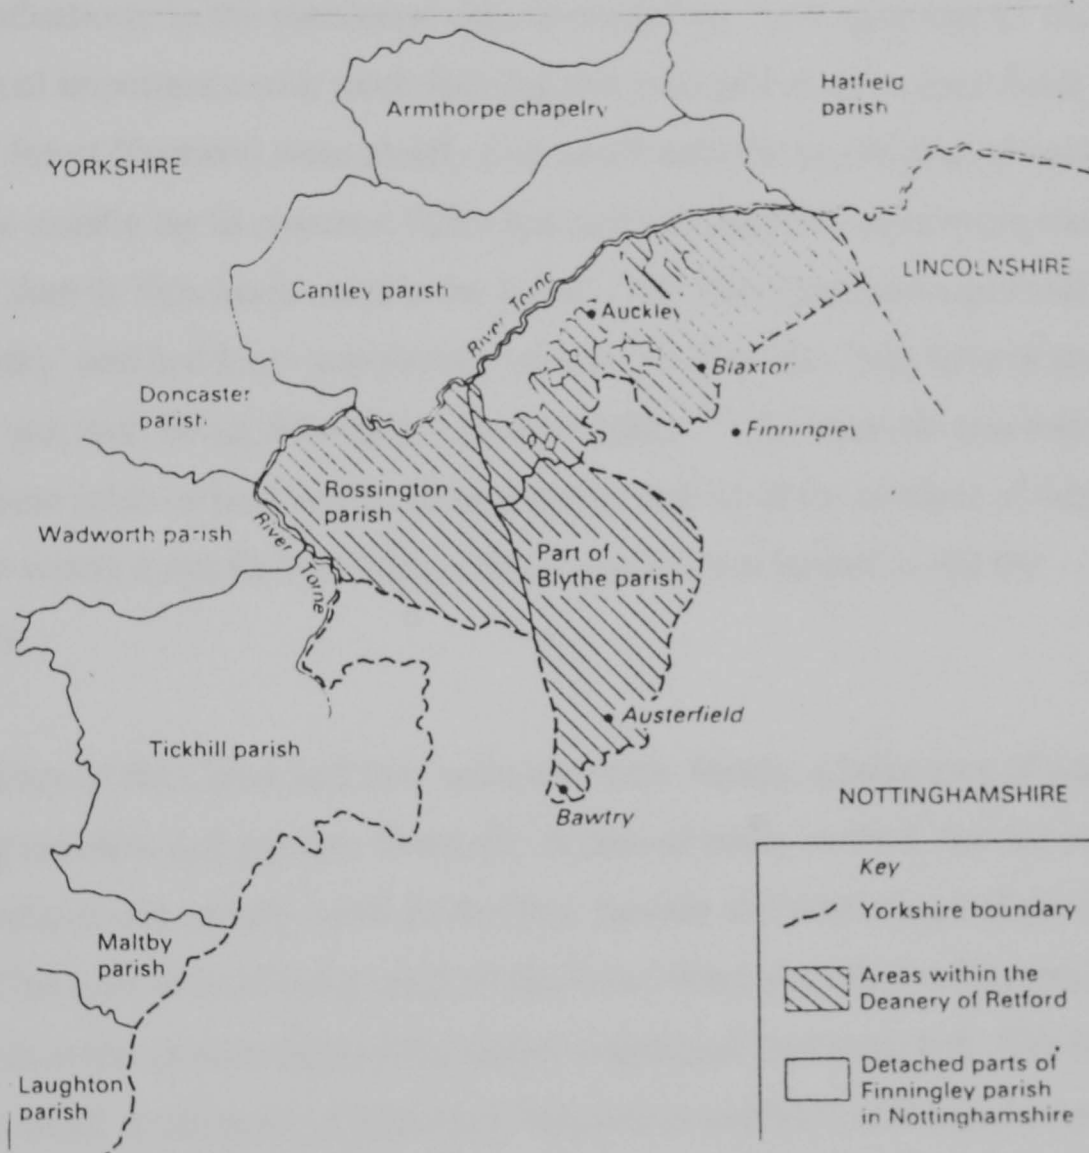 Hatfield
parish
Armthorpe chapelry
YORKSHIRE
LINCOLNSHIRE
Cantley parish
River Torne
Auckley
Blaxton
Doncaster
parish
Finningley
Rossington
parish
Wadworth parish
River Torne
Part of
Blythe parish
Austerfield
Tickhill parish
Bawtry
NOTTINGHAMSHIRE
Key
Yorkshire boundary
Maltby
parish
Areas within the
Deanery of Retford
Detached parts of
Finningley parish
in Nottinghamshire
Laughton
parish